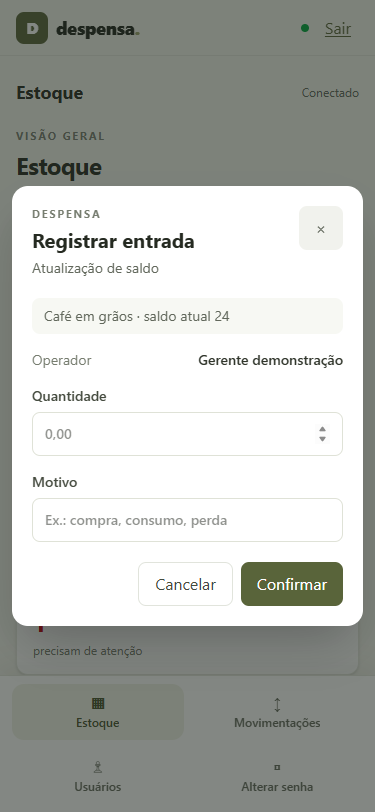 D despensa.
Sair
Estoque
Conectado
VISÃO GERAL
Estoque
DESPENSA
Registrar entrada
×
Atualização de saldo
Café em grãos · saldo atual 24
Operador
Gerente demonstração
Quantidade
0,00
Motivo
Ex.: compra, consumo, perda
Cancelar
Confirmar
precisam de atenção
Estoque
Movimentações
Usuários
Alterar senha